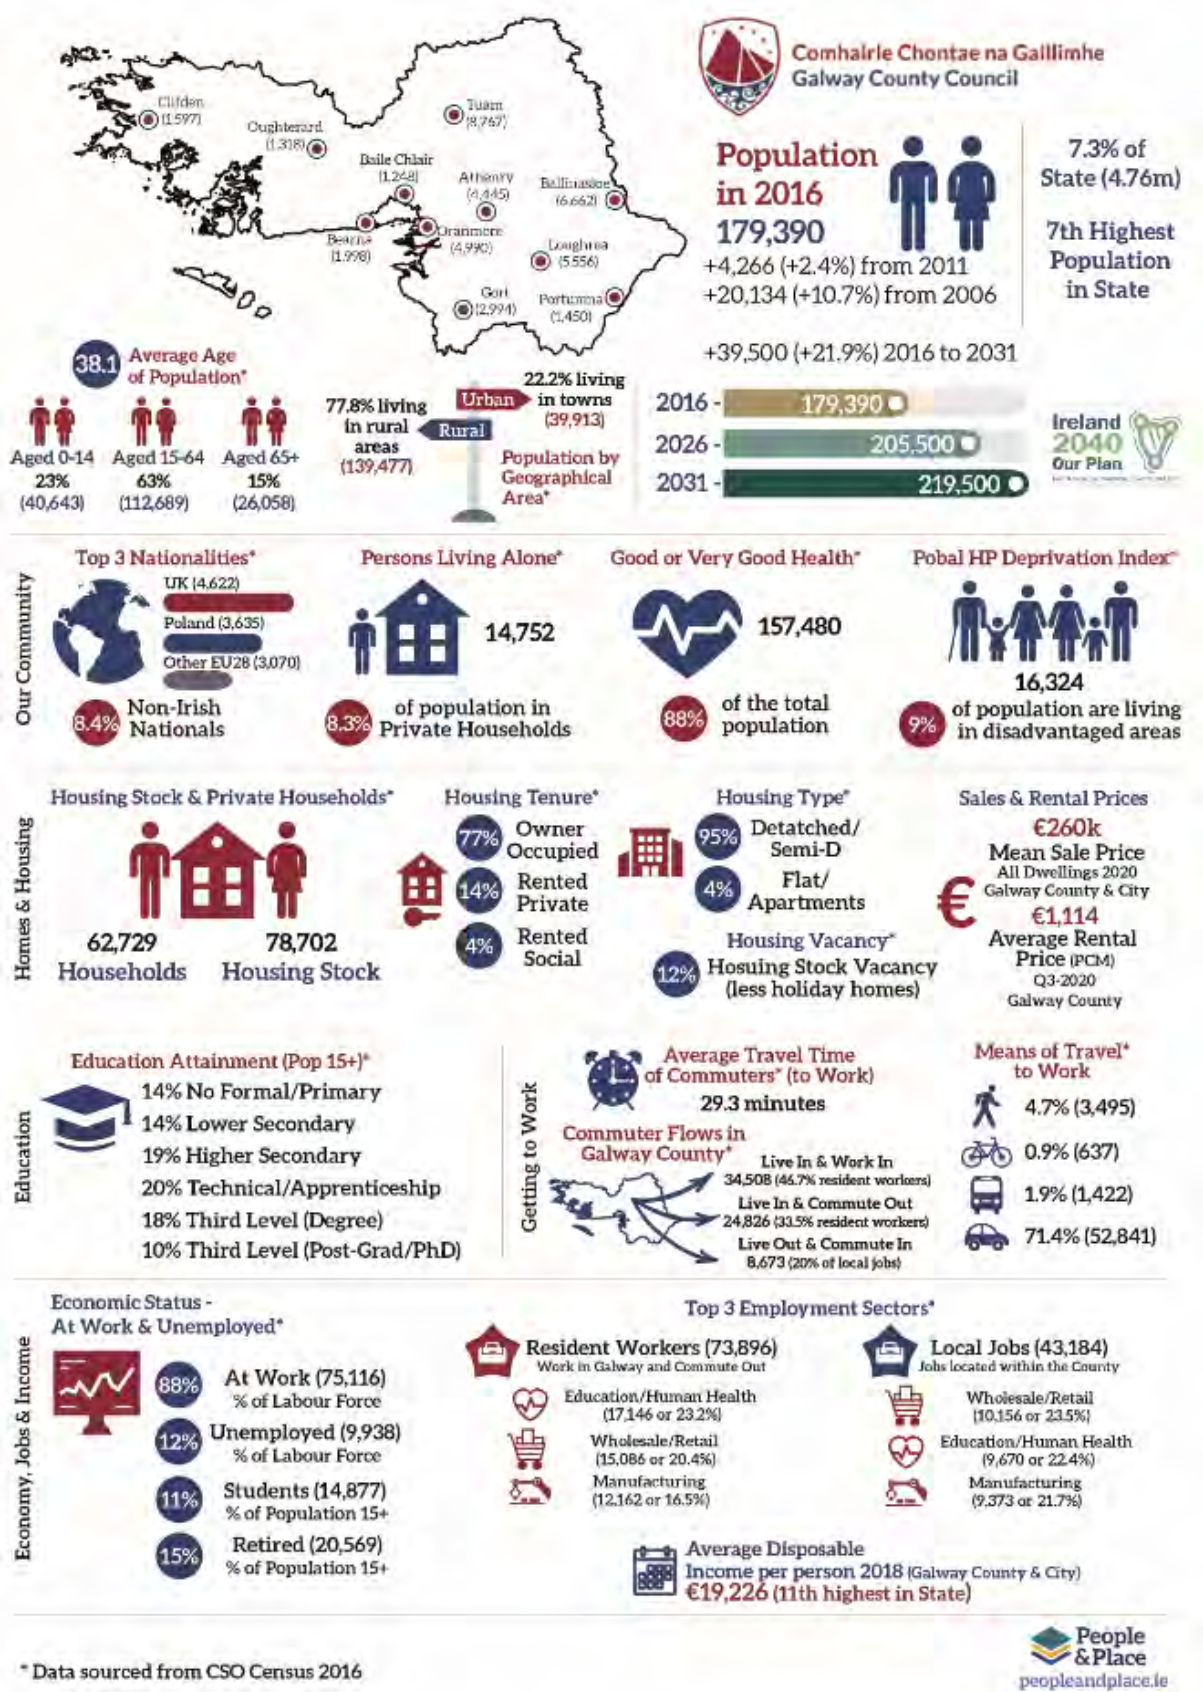 Clifden
(1597)
Oughterard
(1.318)
Tuam
(8,767)
Baile Chlair
(1.248)
Athenry
(4,445)
Ballinasloe
(6.662)
Bearna
(1.998)
Oranmore
(4,990)
Loughrea
(5.556)
Gort
(2,994)
Portumna
(1,450)
Comhairle Chontae na Gaillimhe
Galway County Council
Population
in 2016
179,390
+4,266 (+2.4%) from 2011
+20,134 (+10.7%) from 2006
7.3% of
State (4.76m)
7th Highest
Population
in State
+39,500 (+21.9%) 2016 to 2031
2016 - 179,390
2026 - 205,500
2031 - 219,500
Ireland
2040
Our Plan
38.1 Average Age
of Population*
Aged 0-14
23%
(40,643)
Aged 15-64
63%
(112,689)
Aged 65+
15%
(26,058)
77.8% living
in rural
areas
(139,477)
Urban
Rural
22.2% living
in towns
(39,913)
Population by
Geographical
Area*
Our Community
Top 3 Nationalities*
UK (4.622)
Poland (3,635)
Other EU28 (3,070)
8.4% Non-Irish
Nationals
Persons Living Alone*
14,752
8.3% of population in
Private Households
Good or Very Good Health*
157,480
88% of the total
population
Pobal HP Deprivation Index*
16,324
9% of population are living
in disadvantaged areas
Homes & Housing
Housing Stock & Private Households*
62,729
Households
78,702
Housing Stock
Housing Tenure*
77% Owner
Occupied
14% Rented
Private
4% Rented
Social
Housing Type*
95% Detatched/
Semi-D
4% Flat/
Apartments
Housing Vacancy*
12% Hosuing Stock Vacancy
(less holiday homes)
Sales & Rental Prices
€260k
Mean Sale Price
All Dwellings 2020
Galway County & City
€
€1,114
Average Rental
Price (PCM)
Q3-2020
Galway County
Education
Education Attainment (Pop 15+)*
14% No Formal/Primary
14% Lower Secondary
19% Higher Secondary
20% Technical/Apprenticeship
18% Third Level (Degree)
10% Third Level (Post-Grad/PhD)
Getting to Work
Average Travel Time
of Commuters* (to Work)
29.3 minutes
Commuter Flows in
Galway County*
Live In & Work In
34,508 (46.7% resident workers)
Live In & Commute Out
24,826 (33.5% resident workers)
Live Out & Commute In
8,673 (20% of local jobs)
Means of Travel*
to Work
4.7% (3,495)
0.9% (637)
1.9% (1,422)
71.4% (52,841)
Economy, Jobs & Income
Economic Status -
At Work & Unemployed*
88% At Work (75,116)
% of Labour Force
12% Unemployed (9,938)
% of Labour Force
11% Students (14,877)
% of Population 15+
15% Retired (20,569)
% of Population 15+
Top 3 Employment Sectors*
Resident Workers (73,896)
Work in Galway and Commute Out
Education/Human Health
(17,146 or 23.2%)
Wholesale/Retail
(15,086 or 20.4%)
Manufacturing
(12,162 or 16.5%)
Local Jobs (43,184)
Jobs located within the County
Wholesale/Retail
(10,156 or 23.5%)
Education/Human Health
(9,670 or 22.4%)
Manufacturing
(9,373 or 21.7%)
Average Disposable
Income per person 2018 (Galway County & City)
€19,226 (11th highest in State)
* Data sourced from CSO Census 2016
People
& Place
peopleandplace.ie